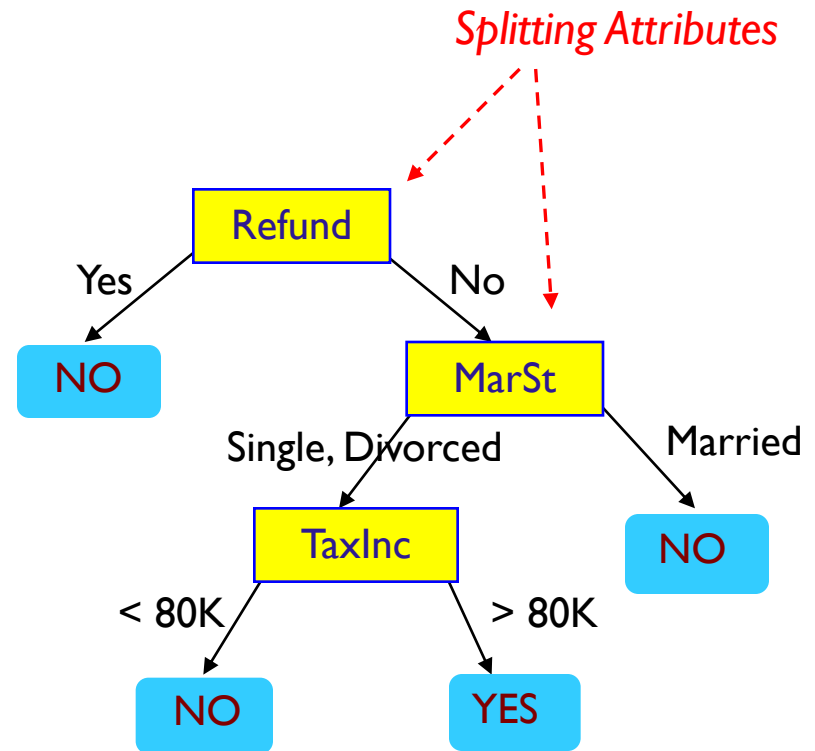 Splitting Attributes
Refund
Yes
No
NO
MarSt
Single, Divorced
Married
TaxInc
NO
< 80K
> 80K
NO
YES